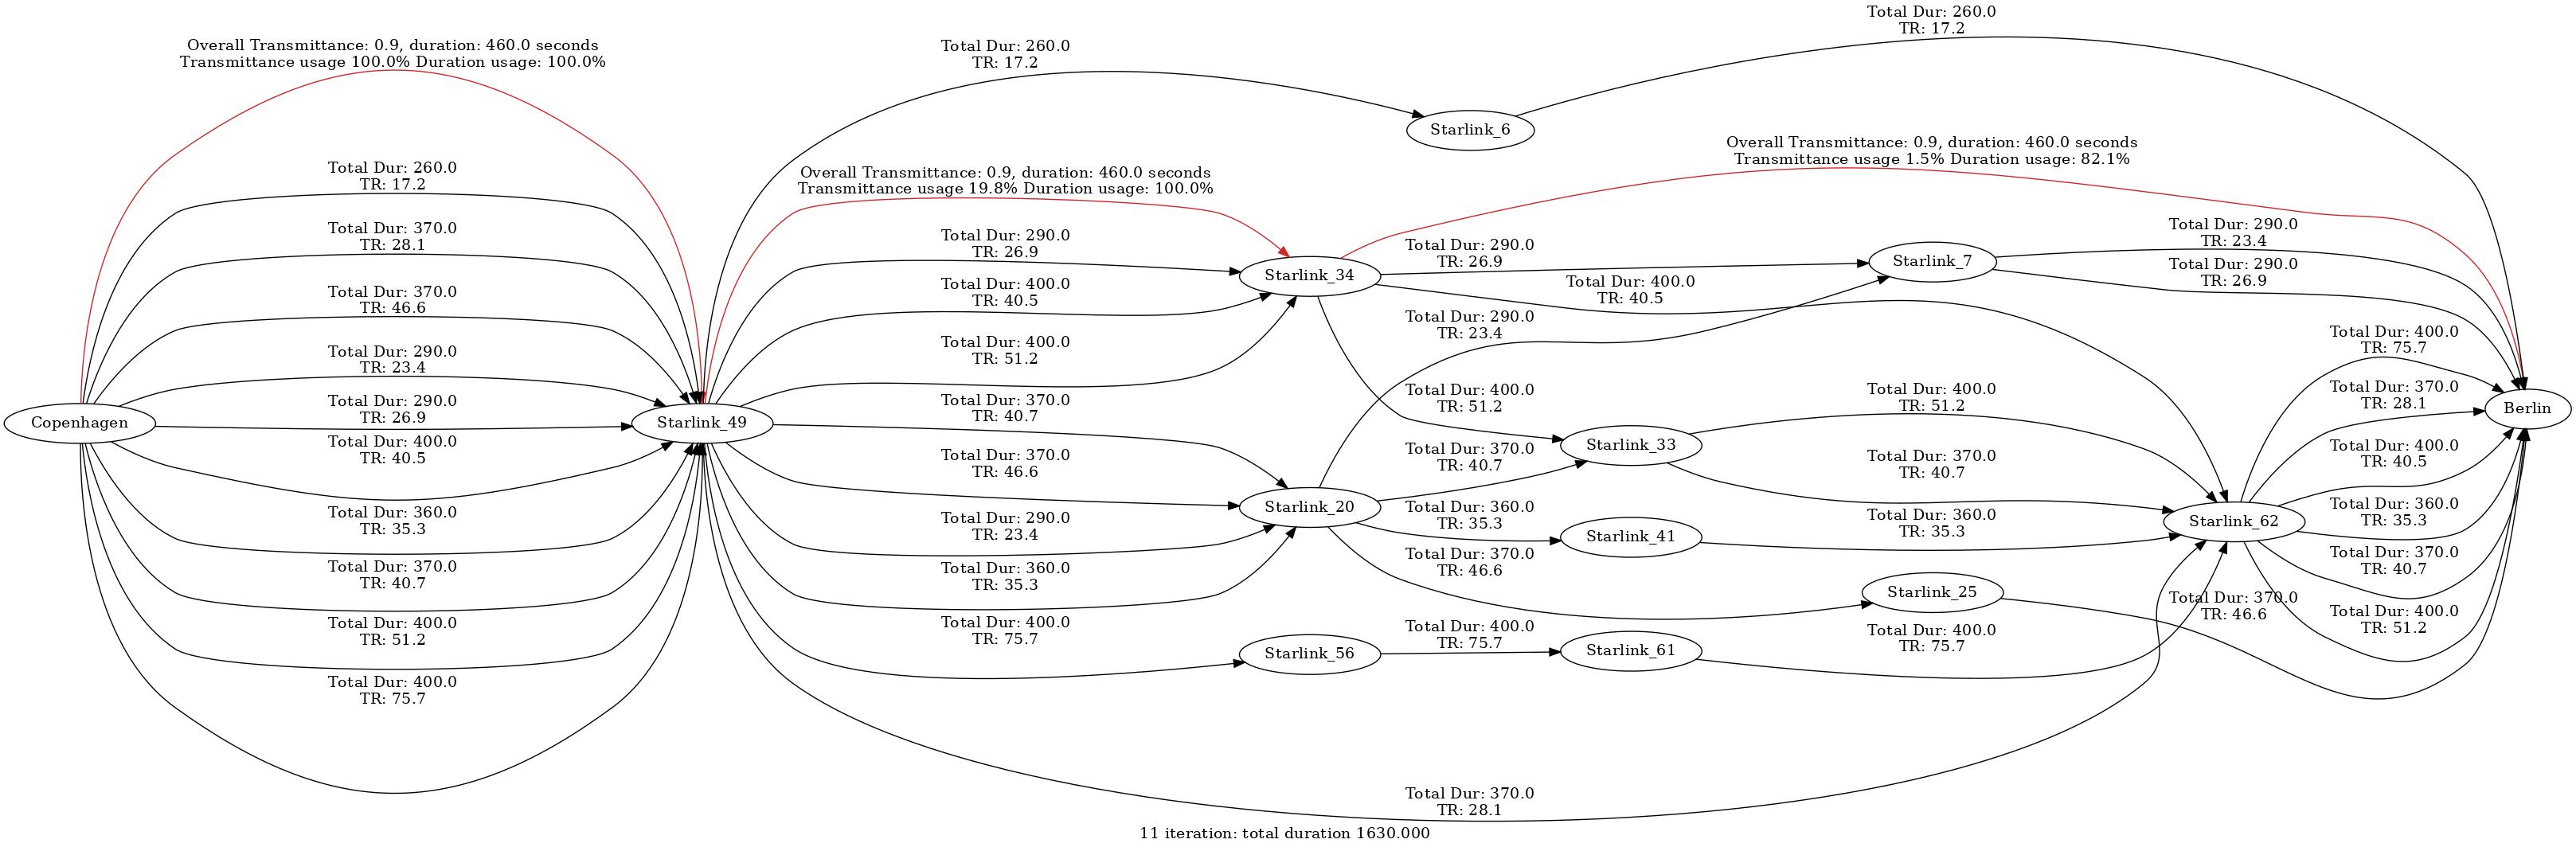 Total Dur: 260.0
TR: 17.2
Overall Transmittance: 0.9, duration: 460.0 seconds
Transmittance usage 100.0% Duration usage: 100.0%
Total Dur: 260.0
TR: 17.2
Starlink_6
Overall Transmittance: 0.9, duration: 460.0 seconds
Transmittance usage 1.5% Duration usage: 82.1%
Total Dur: 260.0
TR: 17.2
Overall Transmittance: 0.9, duration: 460.0 seconds
Transmittance usage 19.8% Duration usage: 100.0%
Total Dur: 370.0
TR: 28.1
Total Dur: 290.0
TR: 26.9
Total Dur: 290.0
TR: 26.9
Total Dur: 290.0
TR: 23.4
Starlink_34
Starlink_7
Total Dur: 290.0
TR: 26.9
Total Dur: 370.0
TR: 46.6
Total Dur: 400.0
TR: 40.5
Total Dur: 400.0
TR: 40.5
Total Dur: 290.0
TR: 23.4
Total Dur: 400.0
TR: 75.7
Total Dur: 290.0
TR: 23.4
Total Dur: 400.0
TR: 51.2
Total Dur: 400.0
TR: 51.2
Total Dur: 400.0
TR: 51.2
Total Dur: 370.0
TR: 28.1
Total Dur: 290.0
TR: 26.9
Total Dur: 370.0
TR: 40.7
Copenhagen
Starlink_49
Berlin
Starlink_33
Total Dur: 400.0
TR: 40.5
Total Dur: 370.0
TR: 46.6
Total Dur: 370.0
TR: 40.7
Total Dur: 370.0
TR: 40.7
Total Dur: 400.0
TR: 40.5
Starlink_20
Starlink_62
Total Dur: 360.0
TR: 35.3
Total Dur: 290.0
TR: 23.4
Total Dur: 360.0
TR: 35.3
Starlink_41
Total Dur: 360.0
TR: 35.3
Total Dur: 360.0
TR: 35.3
Total Dur: 370.0
TR: 40.7
Total Dur: 360.0
TR: 35.3
Total Dur: 370.0
TR: 46.6
Starlink_25
Total Dur: 370.0
TR: 40.7
Total Dur: 370.0
TR: 46.6
Total Dur: 400.0
TR: 51.2
Total Dur: 400.0
TR: 75.7
Starlink_56
Total Dur: 400.0
TR: 75.7
Starlink_61
Total Dur: 400.0
TR: 75.7
Total Dur: 400.0
TR: 51.2
Total Dur: 400.0
TR: 75.7
Total Dur: 370.0
TR: 28.1
11 iteration: total duration 1630.000